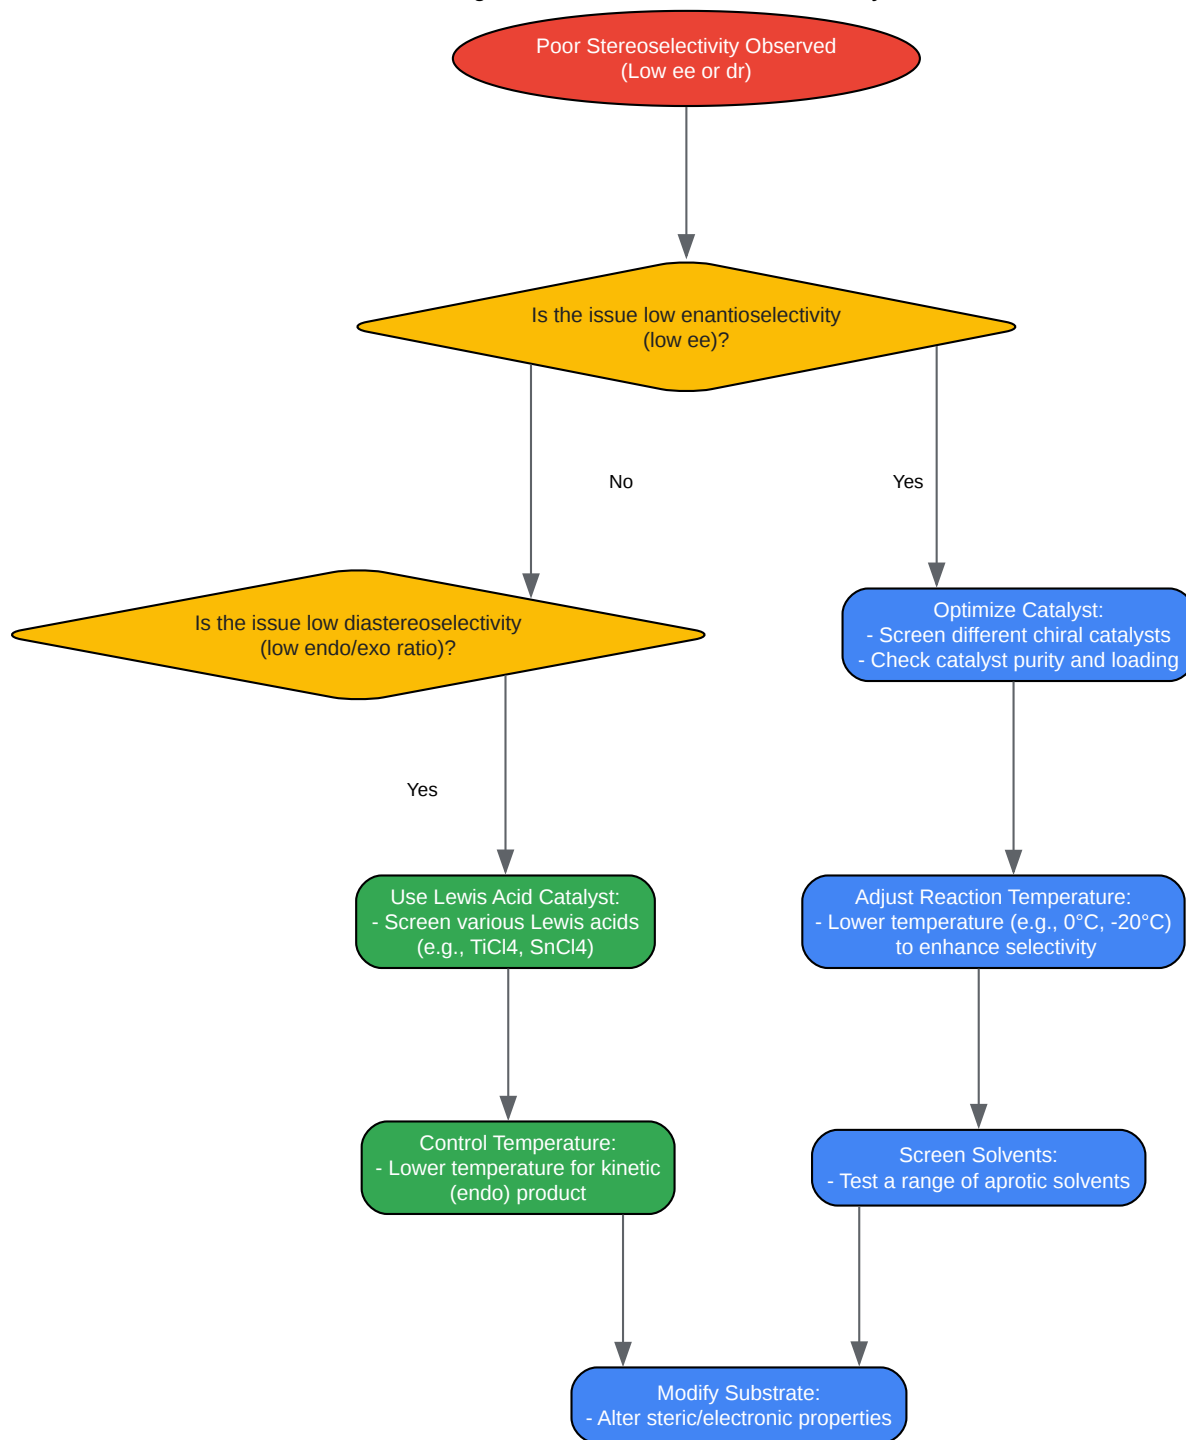 Poor Stereoselectivity Observed
(Low ee or dr)
Is the issue low enantioselectivity
(low ee)?
No
Yes
Is the issue low diastereoselectivity
(low endo/exo ratio)?
Optimize Catalyst:
- Screen different chiral catalysts
- Check catalyst purity and loading
Yes
Use Lewis Acid Catalyst:
- Screen various Lewis acids
(e.g., TiCl4, SnCl4)
Adjust Reaction Temperature:
- Lower temperature (e.g., 0°C, -20°C)
to enhance selectivity
Control Temperature:
- Lower temperature for kinetic
(endo) product
Screen Solvents:
- Test a range of aprotic solvents
Modify Substrate:
- Alter steric/electronic properties